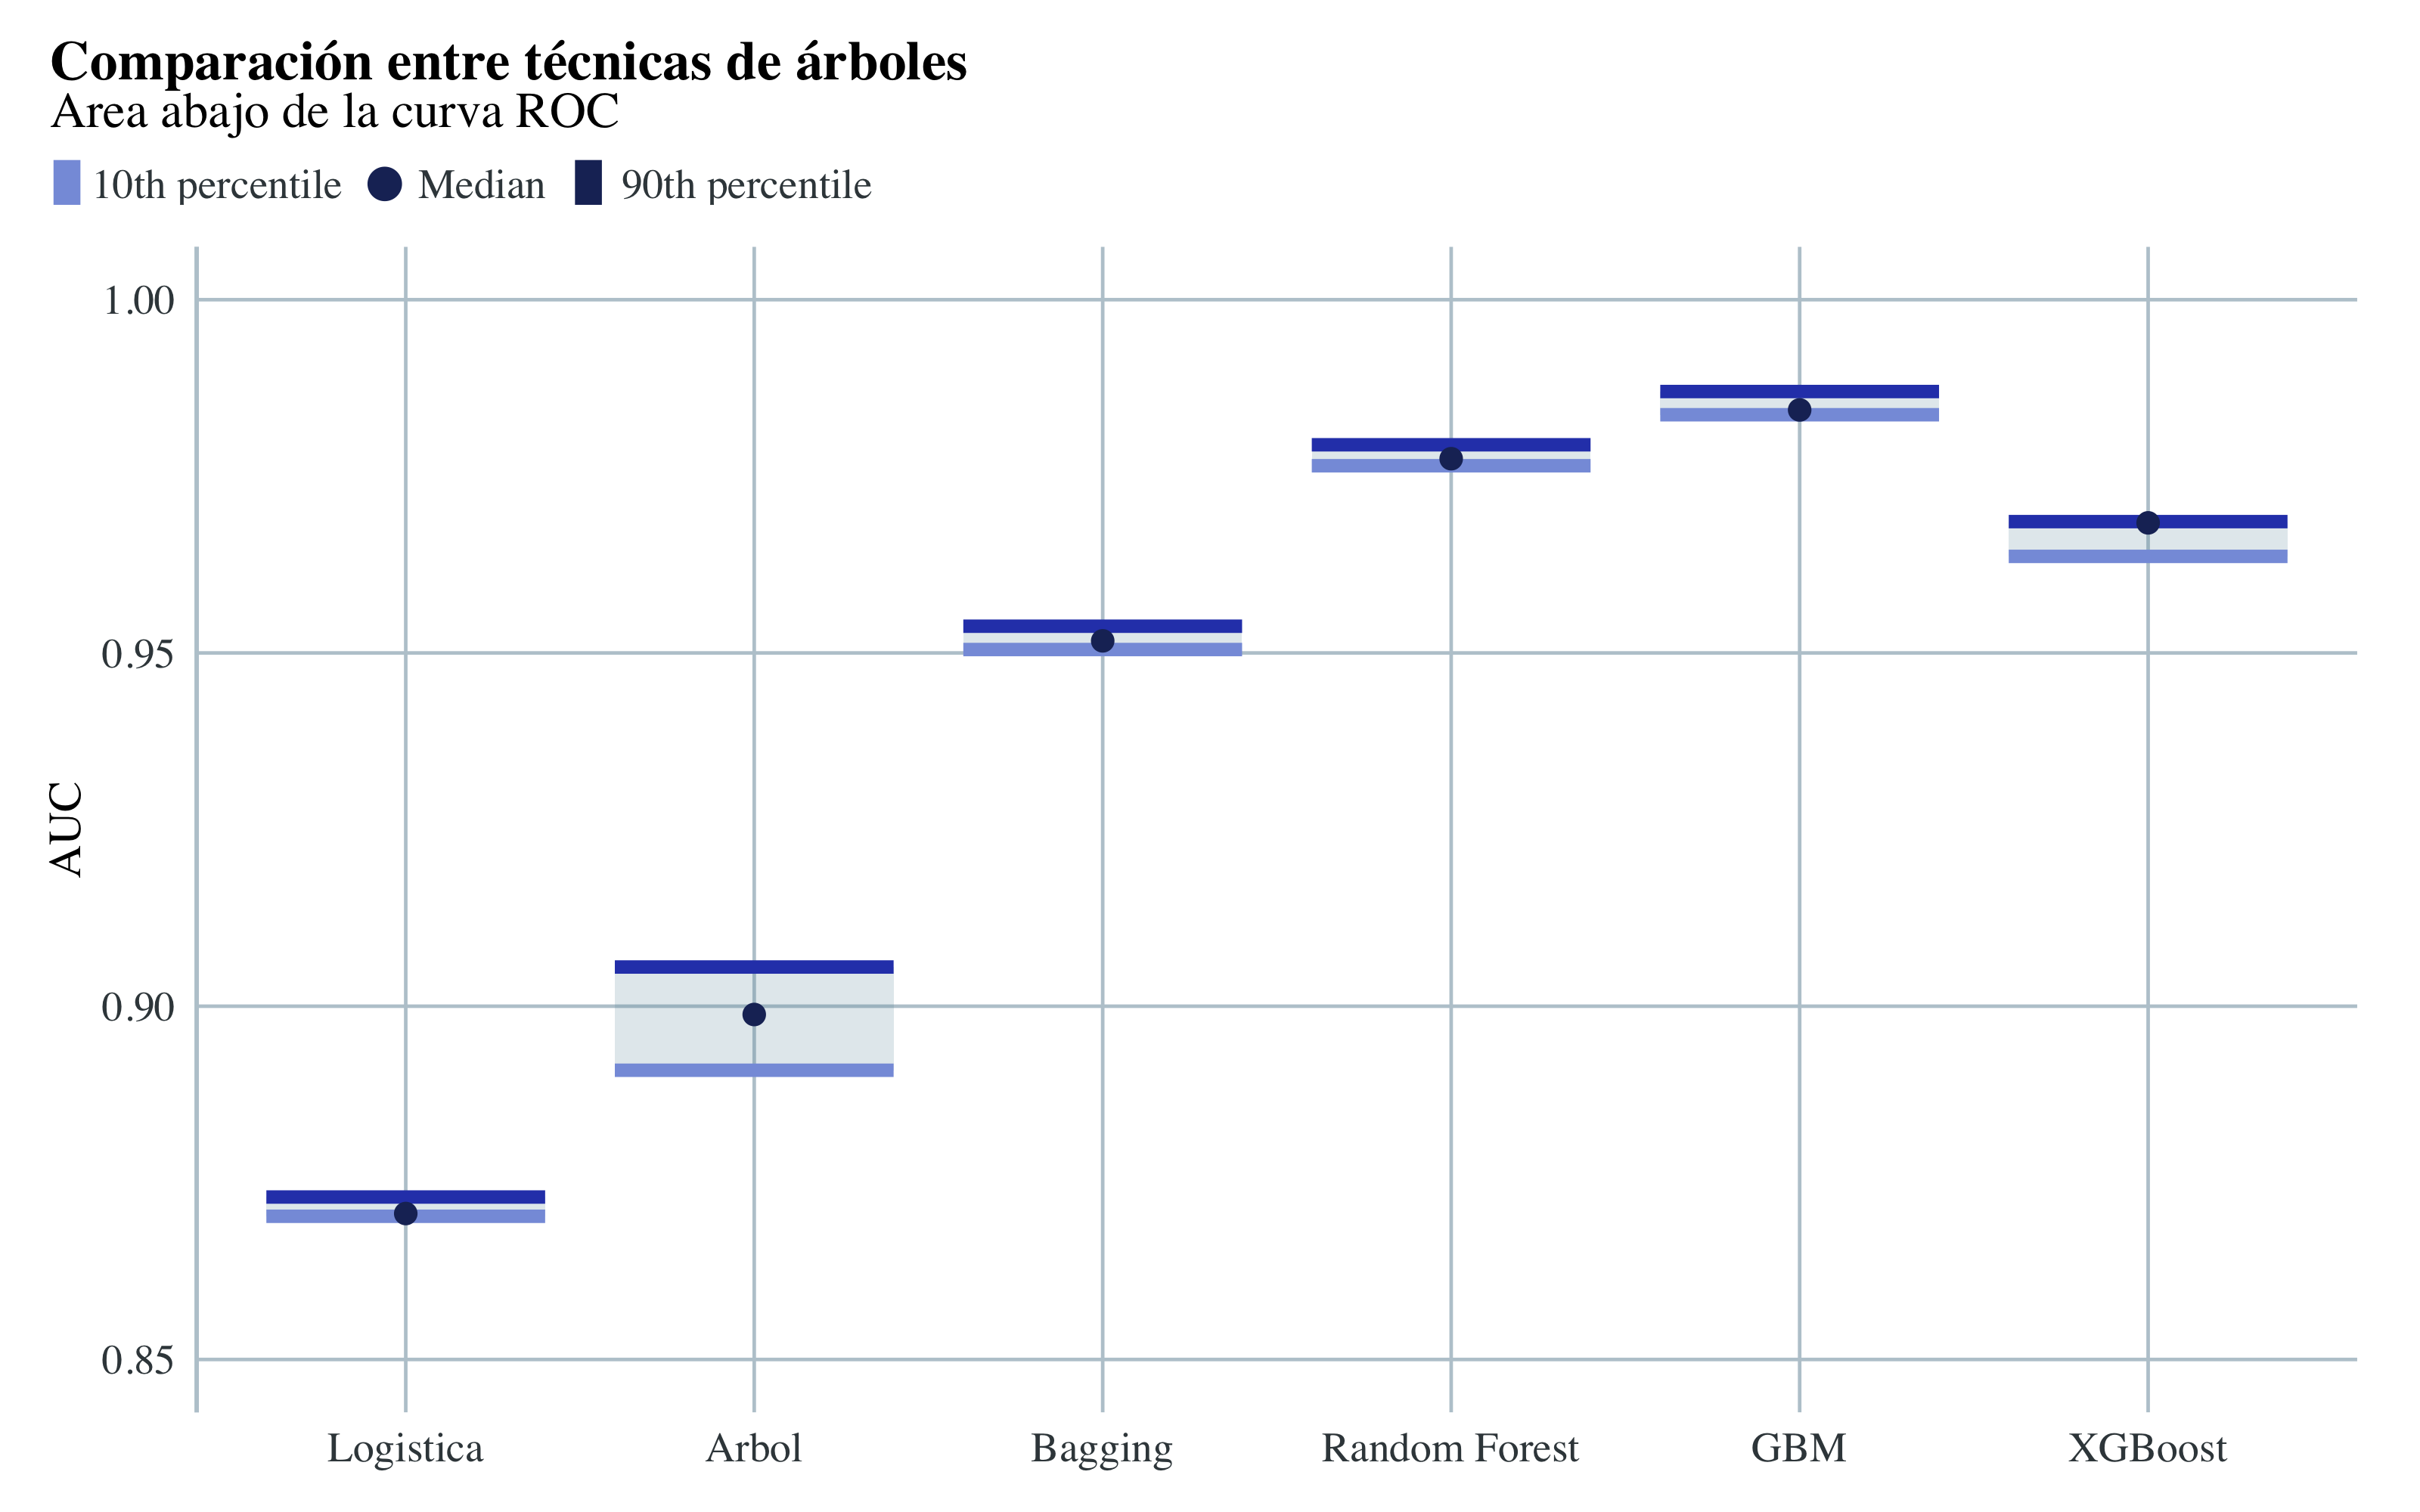 Comparación entre técnicas de árboles
Area abajo de la curva ROC
10th percentile Median 90th percentile
1.00
0.95
0.90
0.85
AUC
Logistica Arbol Bagging Random Forest GBM XGBoost